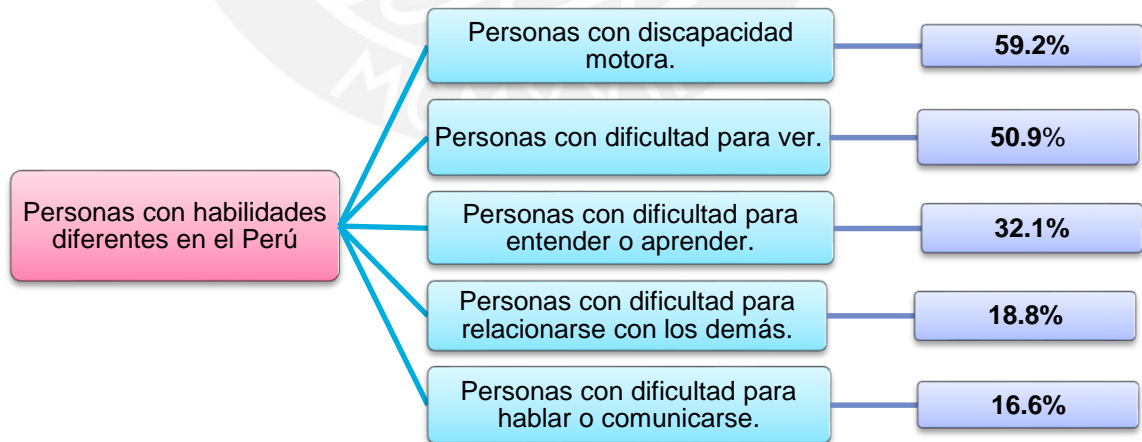 Personas con discapacidad
motora.
59.2%
Personas con dificultad para ver.
50.9%
Personas con habilidades
diferentes en el Perú
Personas con dificultad para
entender o aprender.
32.1%
Personas con dificultad para
relacionarse con los demás.
18.8%
Personas con dificultad para
hablar o comunicarse.
16.6%